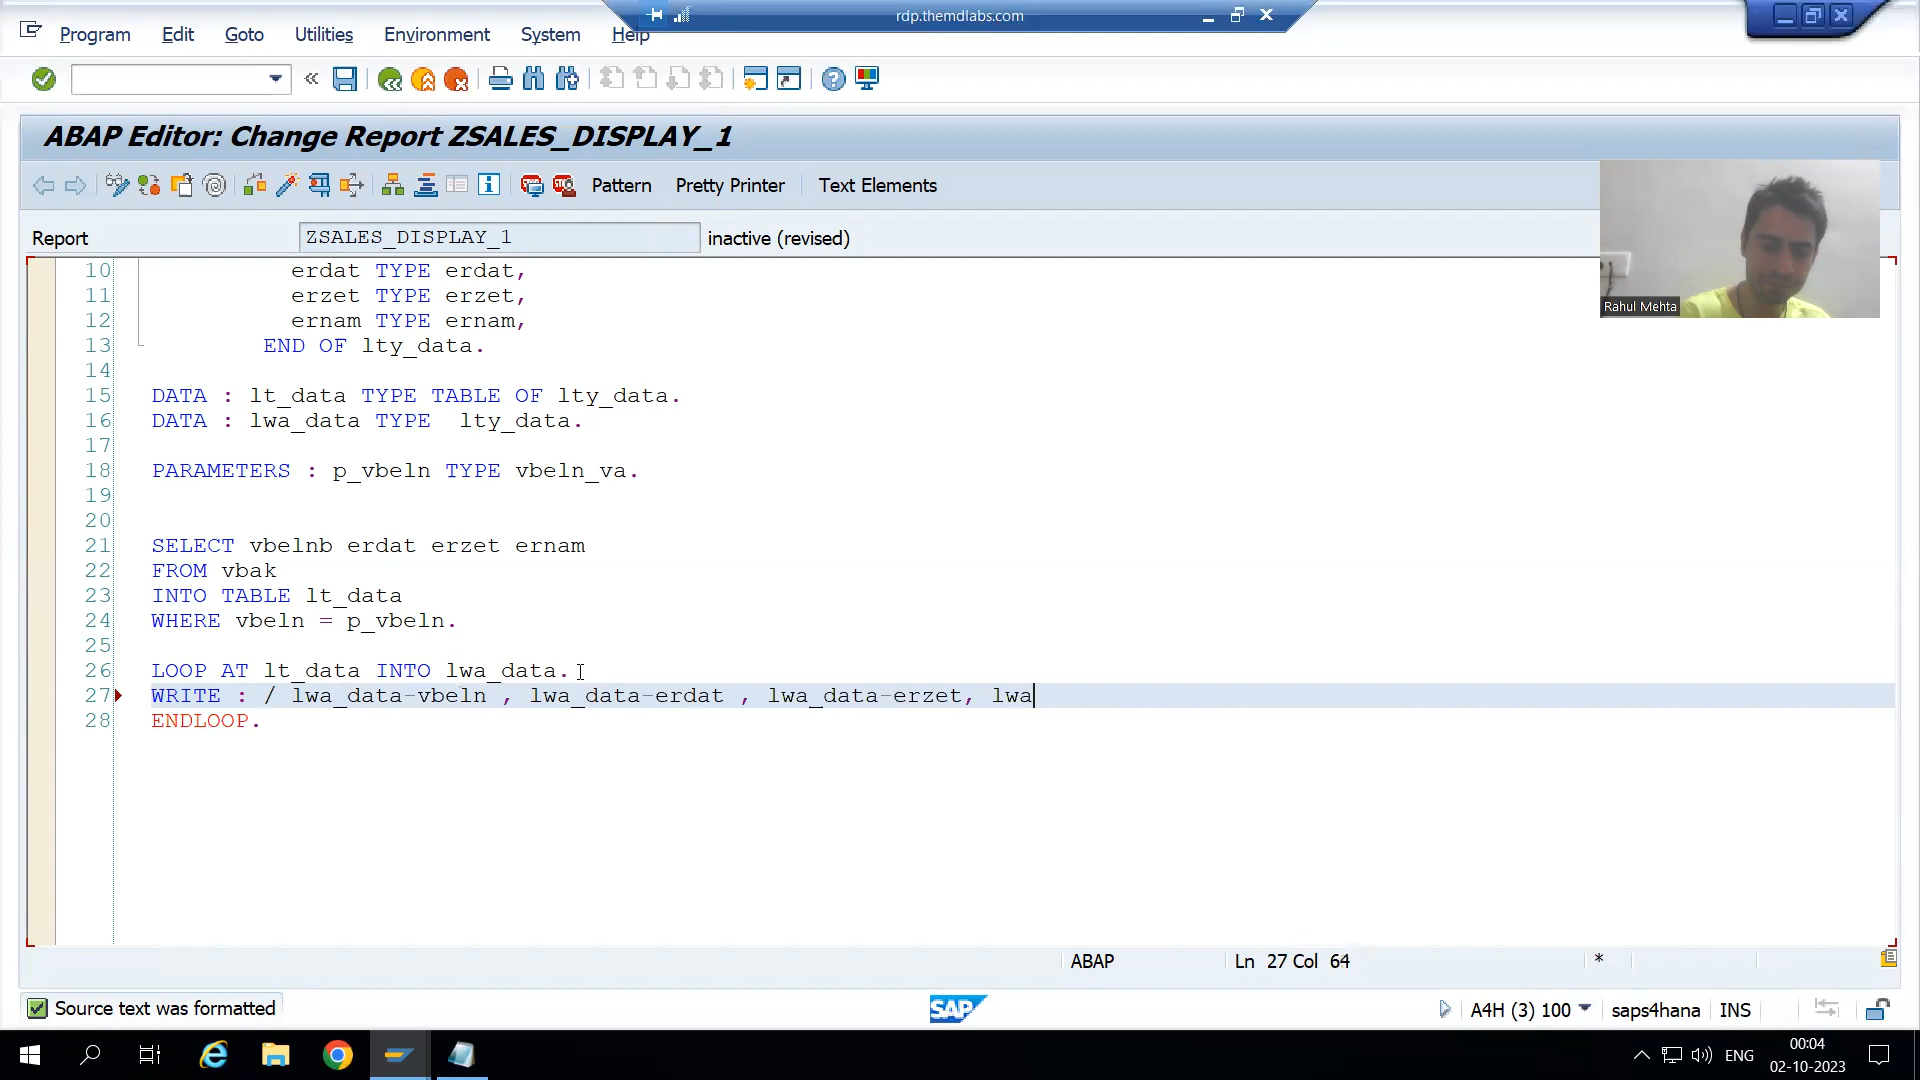 rdp.themdlabs.com
Program Edit Goto Utilities Environment System Help
ABAP Editor: Change Report ZSALES_DISPLAY_1
Pattern Pretty Printer Text Elements
Report ZSALES_DISPLAY_1 inactive (revised)
Rahul Mehta
10 erdat TYPE erdat,
11 erzet TYPE erzet,
12 ernam TYPE ernam,
13 END OF lty_data.
14
15 DATA : lt_data TYPE TABLE OF lty_data.
16 DATA : lwa_data TYPE  lty_data.
17
18 PARAMETERS : p_vbeln TYPE vbeln_va.
19
20
21 SELECT vbelnb erdat erzet ernam
22 FROM vbak
23 INTO TABLE lt_data
24 WHERE vbeln = p_vbeln.
25
26 LOOP AT lt_data INTO lwa_data.
27 WRITE : / lwa_data-vbeln , lwa_data-erdat , lwa_data-erzet, lwa
28 ENDLOOP.
ABAP Ln 27 Col 64 *
Source text was formatted SAP A4H (3) 100 saps4hana INS
ENG 00:04
02-10-2023